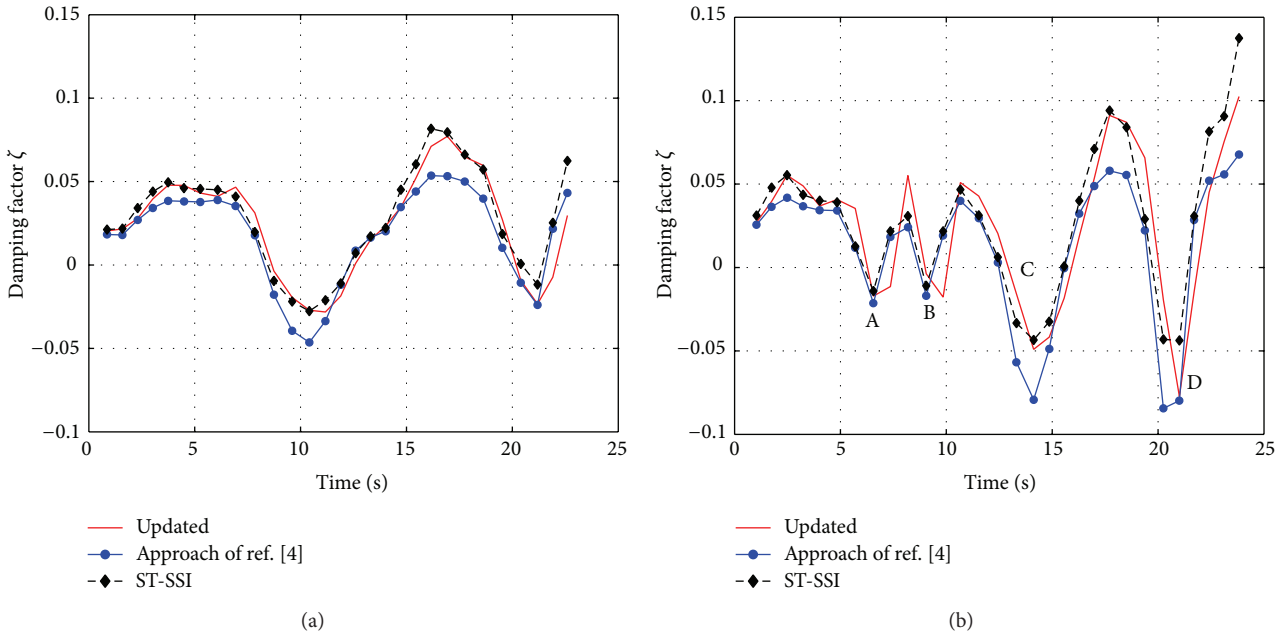 0.15
0.1
0.05
0
−0.05
−0.1
Damping factor ζ
0
5
10
15
20
25
Time (s)
Updated
Approach of ref. [4]
ST-SSI
(a)
0.15
0.1
0.05
0
−0.05
−0.1
Damping factor ζ
A
B
C
D
0
5
10
15
20
25
Time (s)
Updated
Approach of ref. [4]
ST-SSI
(b)